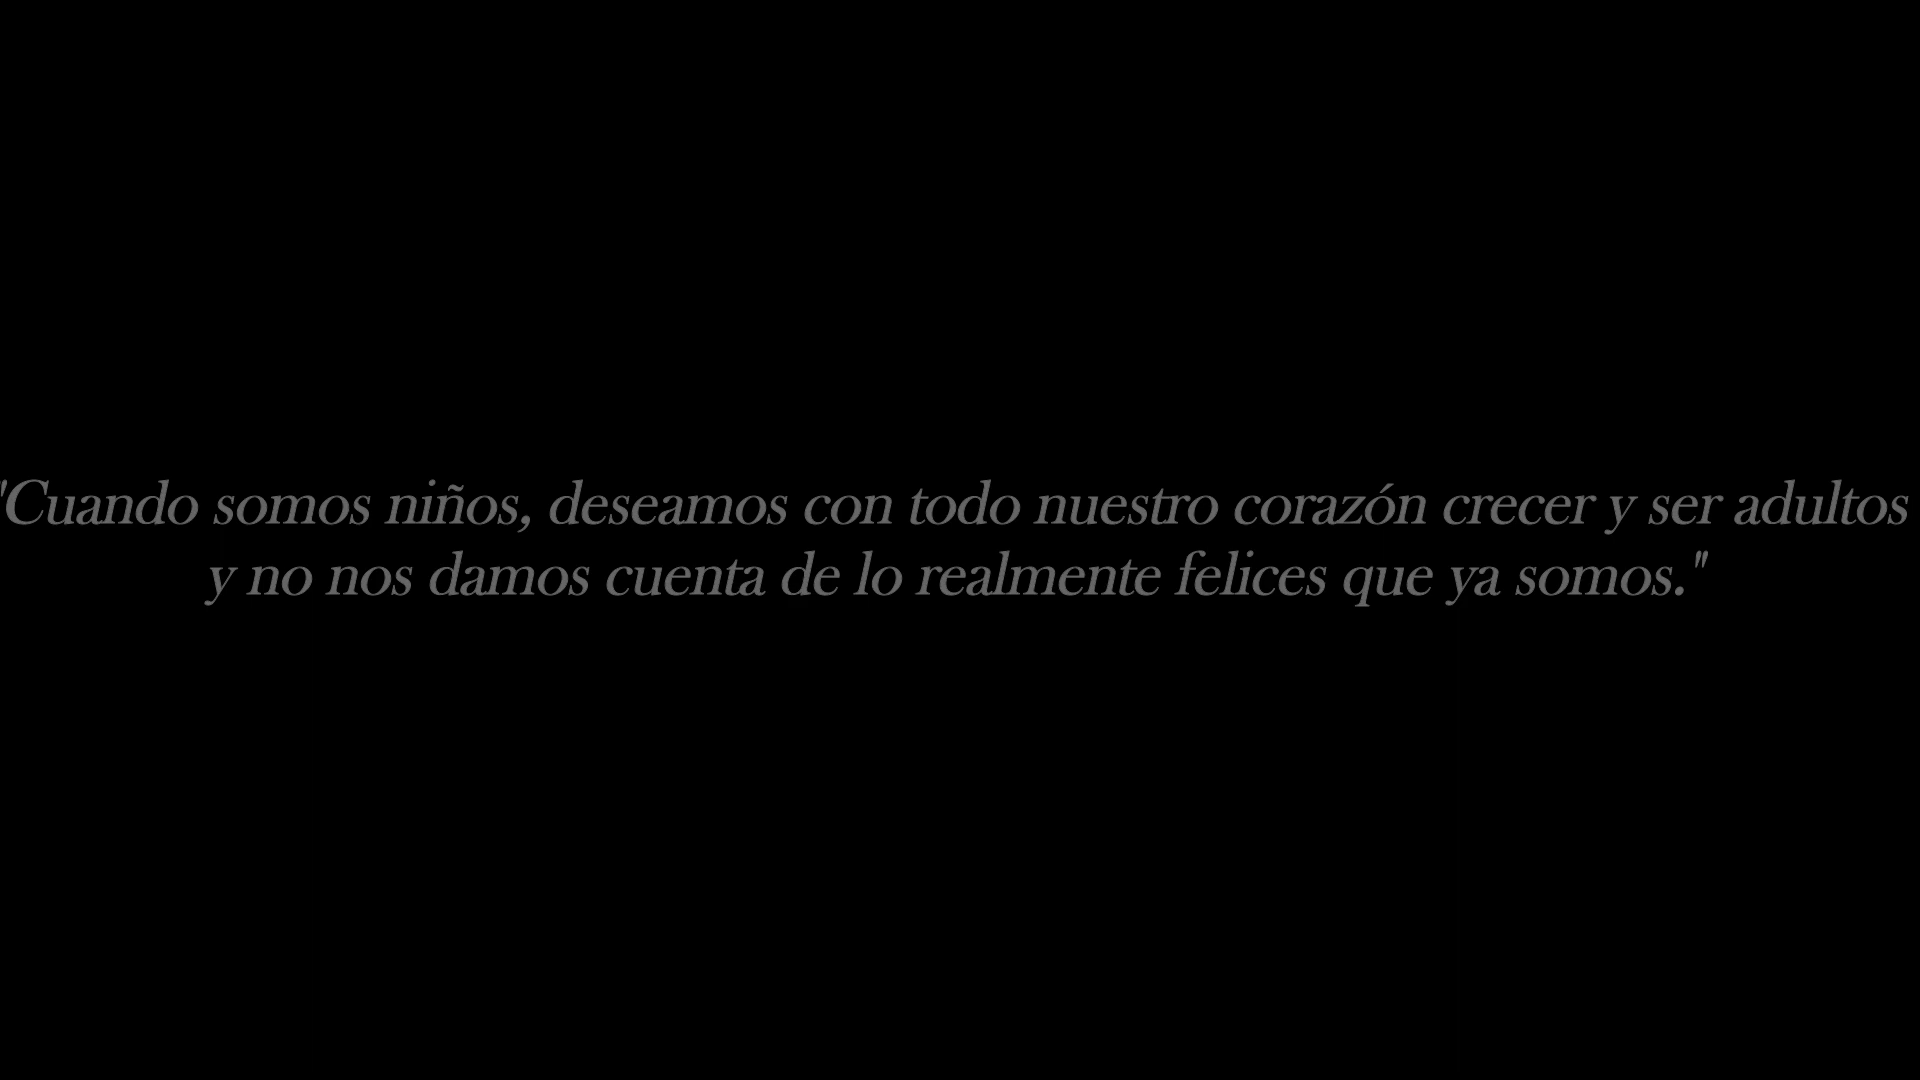 "Cuando somos niños, deseamos con todo nuestro corazón crecer y ser adultos
y no nos damos cuenta de lo realmente felices que ya somos."